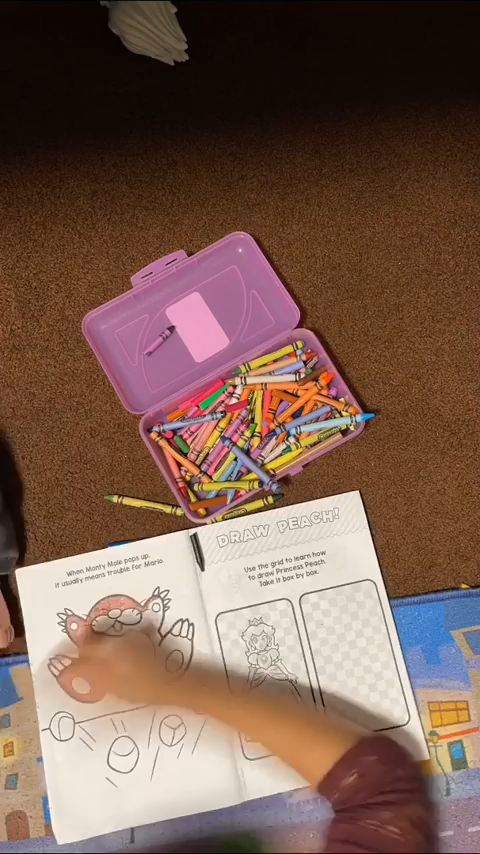 When Monty Mole pops up,
it usually means trouble for Mario.
DRAW PEACH!
Use the grid to learn how
to draw Princess Peach.
Take it box by box.